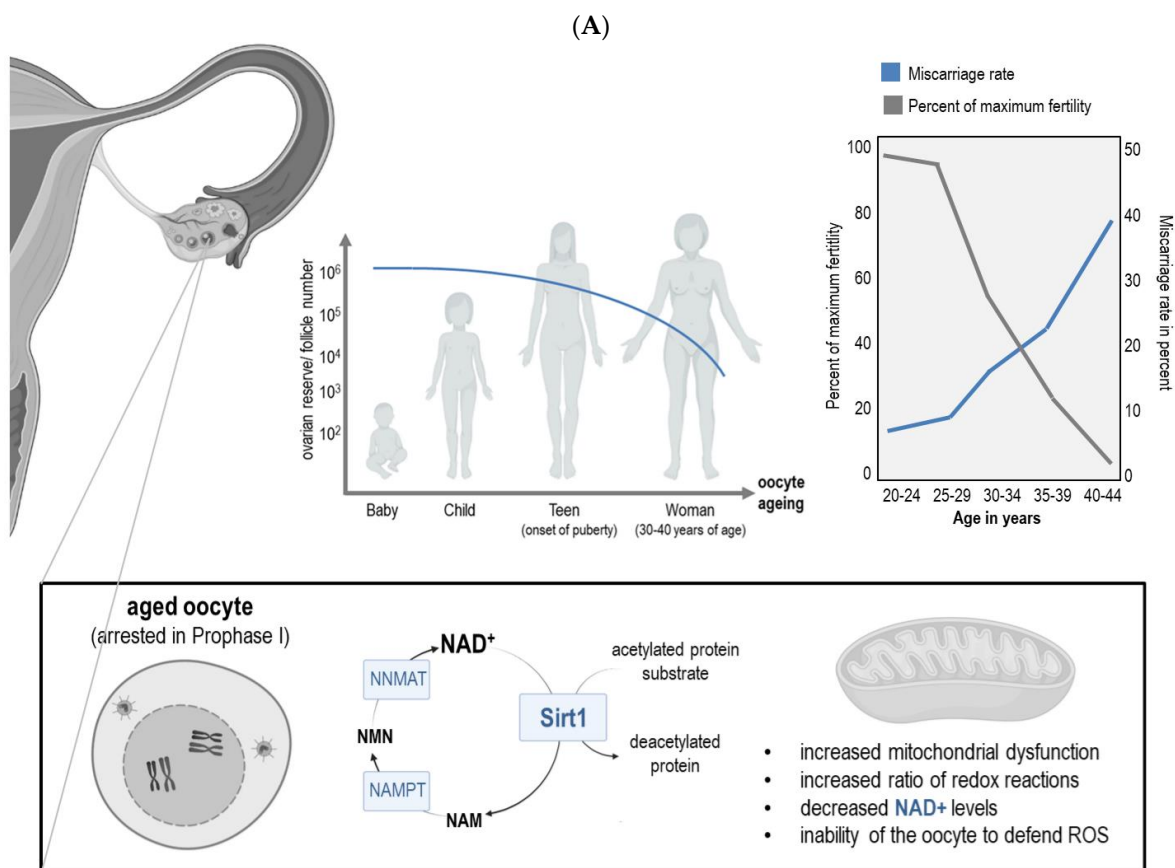 (A)
Miscarriage rate
Percent of maximum fertility
ovarian reserve/ follicle number
10⁶
10⁵
10⁴
10³
10²
Baby
Child
Teen
(onset of puberty)
Woman
(30-40 years of age)
oocyte
ageing
Percent of maximum fertitlity
100
80
60
40
20
0
50
40
30
20
10
0
Miscarriage rate in
percent
20-24
25-29
30-34
35-39
40-44
Age in years
aged oocyte
(arrested in Prophase I)
NAD⁺
NNMAT
NMN
NAMPT
NAM
Sirt1
acetylated protein
substrate
deacetylated
protein
• increased mitochondrial dysfunction
• increased ratio of redox reactions
• decreased NAD+ levels
• inability of the oocyte to defend ROS